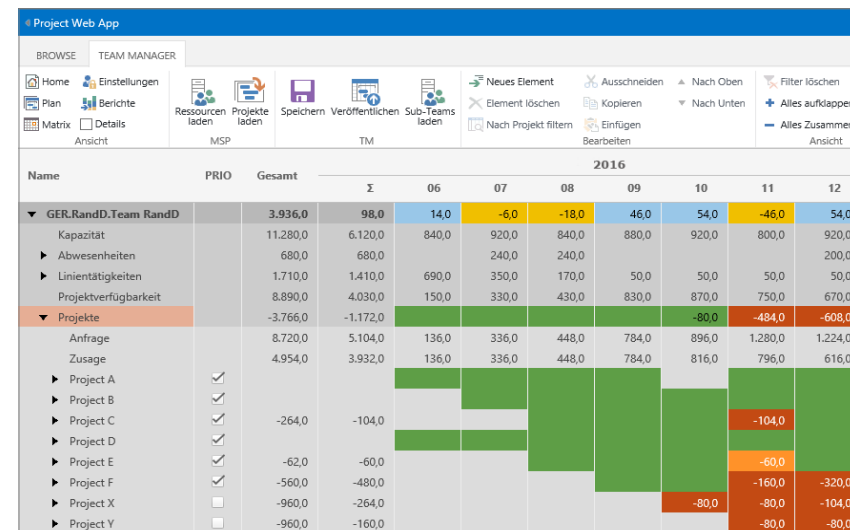 Project Web App
BROWSE TEAM MANAGER
Home Einstellungen
Plan Berichte
Matrix Details
Ansicht
Ressourcen laden Projekte laden
MSP
Speichern Veröffentlichen Sub-Teams laden
TM
Neues Element Ausschneiden Nach Oben
Element löschen Kopieren Nach Unten
Nach Projekt filtern Einfügen
Bearbeiten
Filter löschen
Alles aufklappe
Alles Zusamme
Ansicht
Name PRIO Gesamt 2016
Σ 06 07 08 09 10 11 12
GER.RandD.Team RandD 3.936,0 98,0 14,0 -6,0 -18,0 46,0 54,0 -46,0 54,0
Kapazität 11.280,0 6.120,0 840,0 920,0 840,0 880,0 920,0 800,0 920,0
Abwesenheiten 680,0 680,0 240,0 240,0 200,0
Linientätigkeiten 1.710,0 1.410,0 690,0 350,0 170,0 50,0 50,0 50,0 50,0
Projektverfügbarkeit 8.890,0 4.030,0 150,0 330,0 430,0 830,0 870,0 750,0 670,0
Projekte -3.766,0 -1.172,0 -80,0 -484,0 -608,0
Anfrage 8.720,0 5.104,0 136,0 336,0 448,0 784,0 896,0 1.280,0 1.224,0
Zusage 4.954,0 3.932,0 136,0 336,0 448,0 784,0 816,0 796,0 616,0
Project A
Project B
Project C -264,0 -104,0 -104,0
Project D
Project E -62,0 -60,0 -60,0
Project F -560,0 -480,0 -160,0 -320,0
Project X -960,0 -264,0 -80,0 -80,0 -104,0
Project Y -960,0 -160,0 -80,0 -80,0